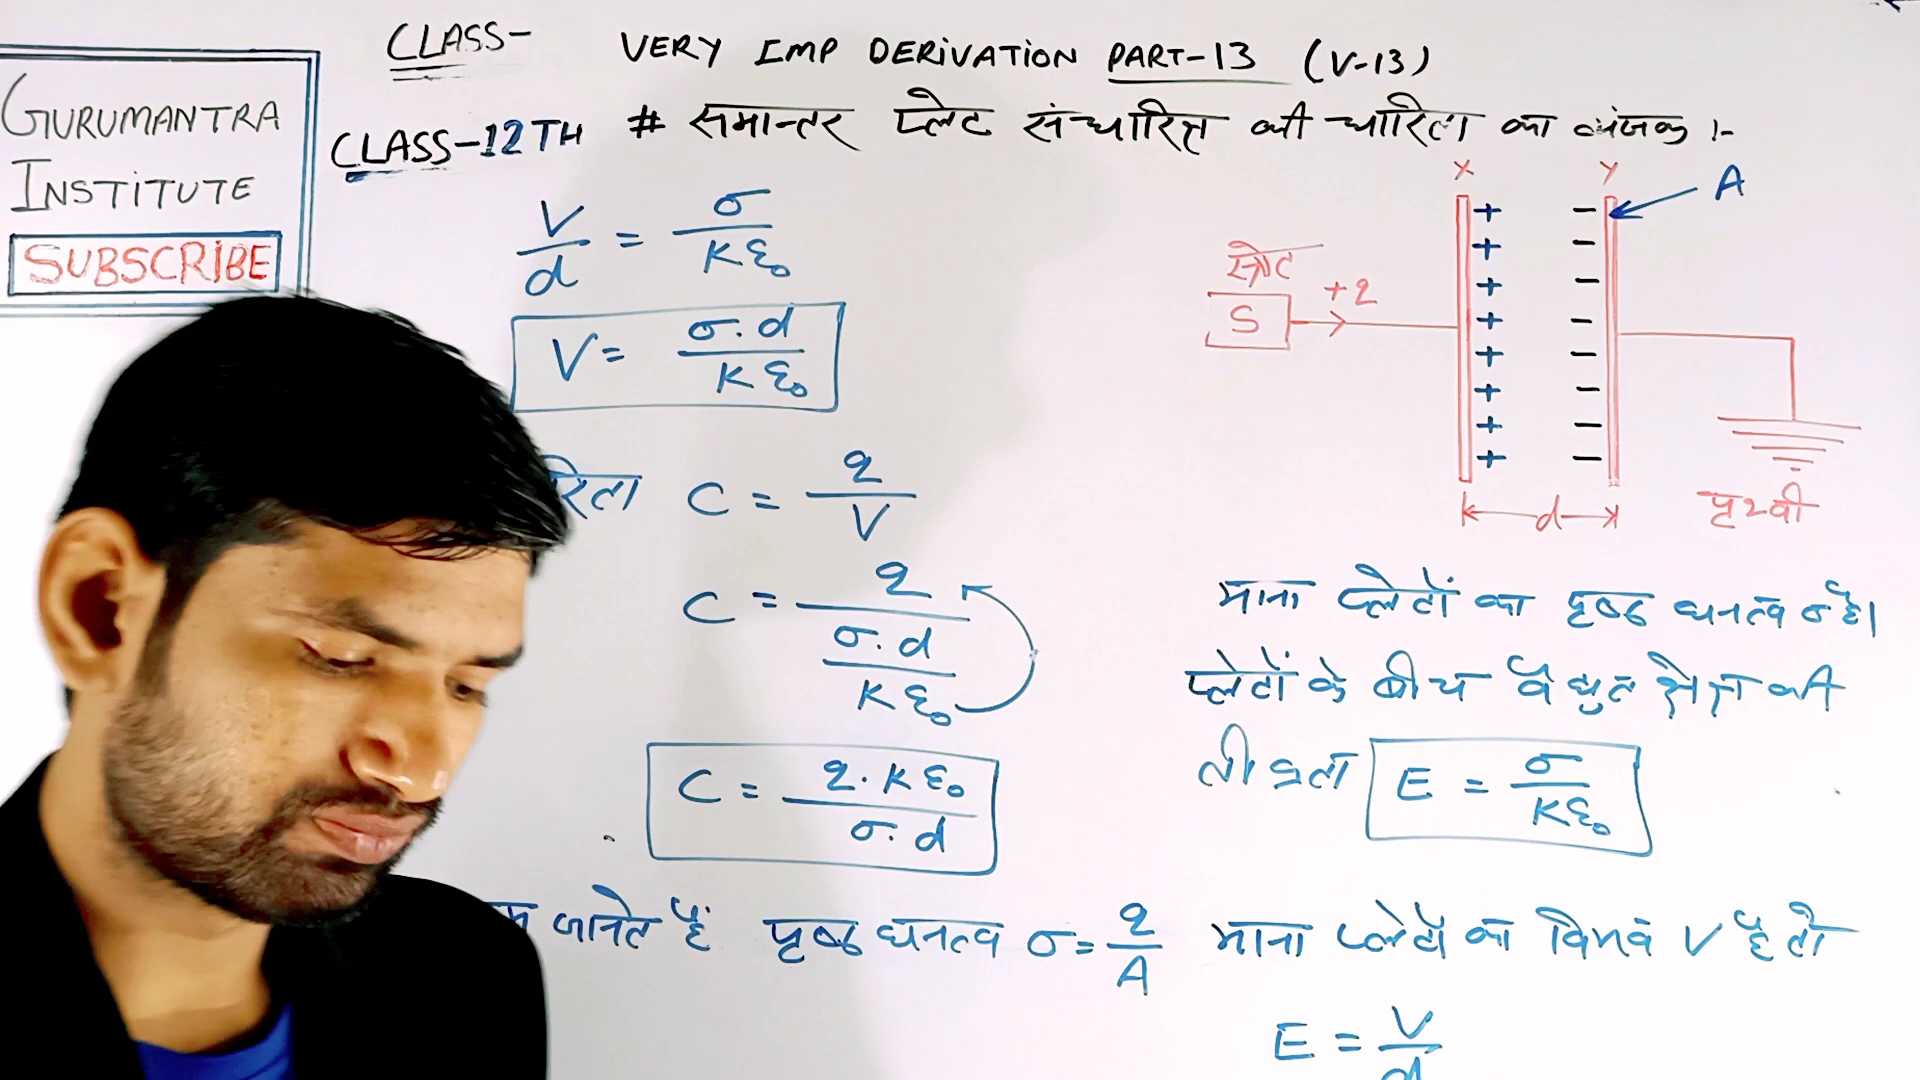 CLASS- VERY IMP DERIVATION PART-13 (V-13)
GURUMANTRA
INSTITUTE
SUBSCRIBE
CLASS-12TH # समान्तर प्लेट संधारित्र की धारिता का व्यंजक :-
V/d = σ/Kε₀
V = σ.d/Kε₀
रिता C = q/V
C = q/(σ.d/Kε₀)
C = q.Kε₀/σ.d
जानते हैं पृष्ठ घनत्व σ = q/A
X Y
A
स्रोत
S
+q
+ −
+ −
+ −
+ −
+ −
+ −
+ −
+ −
d
पृथ्वी
माना प्लेटों का पृष्ठ घनत्व σ है।
प्लेटों के बीच वैधुत क्षेत्र की
तीव्रता E = σ/Kε₀
माना प्लेटों का विभव V है तो
E = V/d